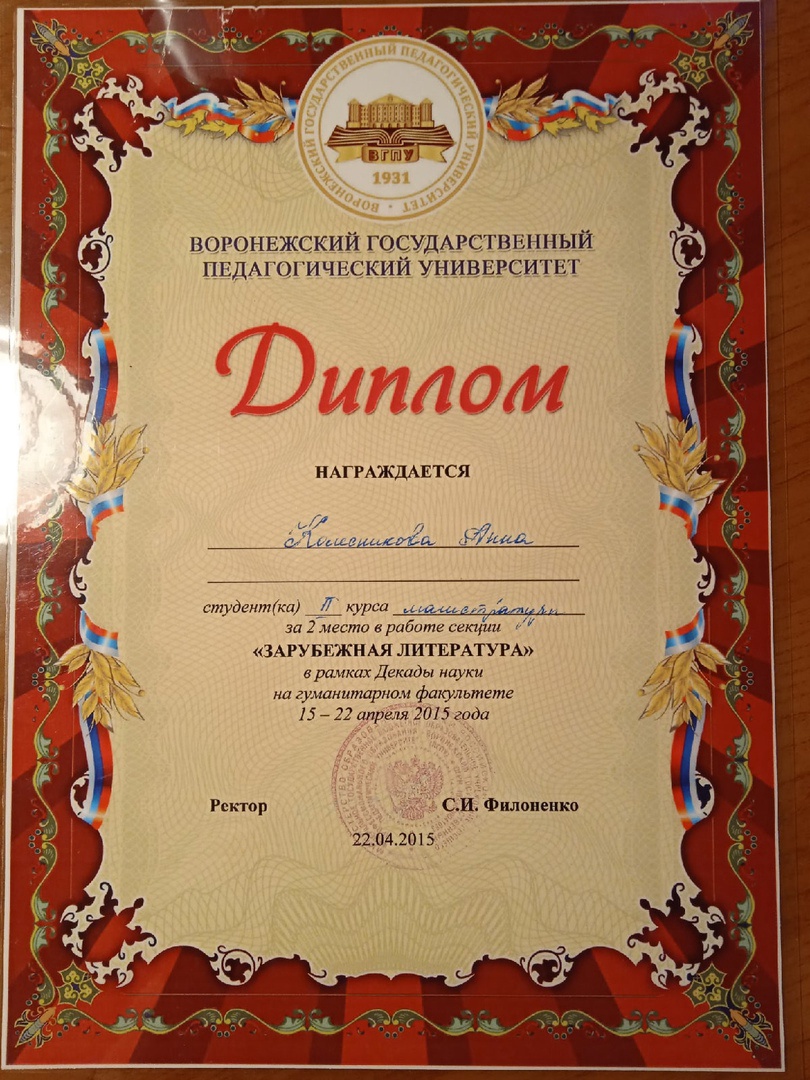 ВОРОНЕЖСКИЙ ГОСУДАРСТВЕННЫЙ ПЕДАГОГИЧЕСКИЙ УНИВЕРСИТЕТ
ВГПУ
1931
ВОРОНЕЖСКИЙ ГОСУДАРСТВЕННЫЙ
ПЕДАГОГИЧЕСКИЙ УНИВЕРСИТЕТ
Диплом
НАГРАЖДАЕТСЯ
Колесникова Анна
студент(ка) II курса магистратуры
за 2 место в работе секции
«ЗАРУБЕЖНАЯ ЛИТЕРАТУРА»
в рамках Декады науки
на гуманитарном факультете
15 – 22 апреля 2015 года
Ректор С.И. Филоненко
22.04.2015